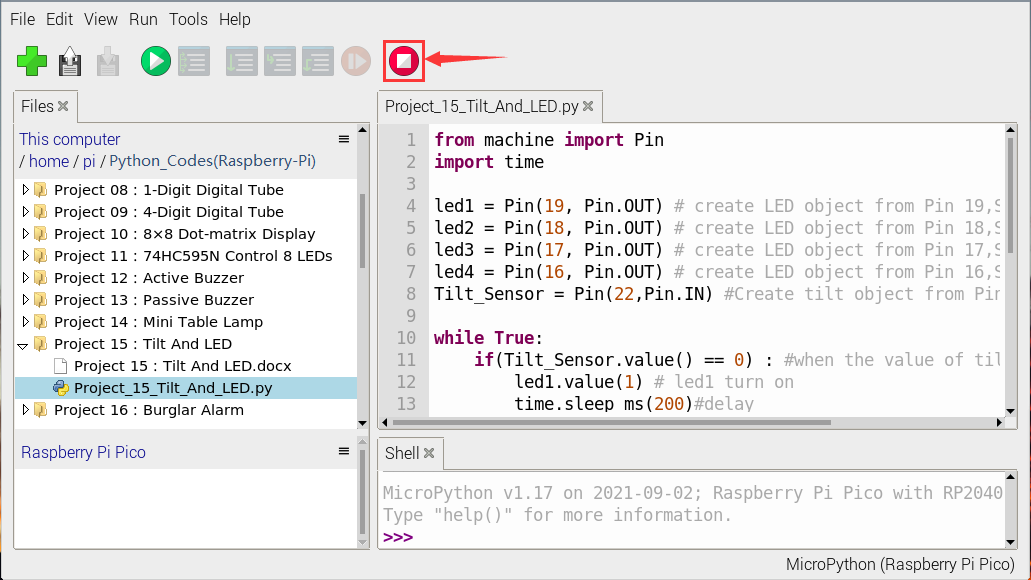 File Edit View Run Tools Help
Files
This computer
/ home / pi / Python_Codes(Raspberry-Pi)
Project 08 : 1-Digit Digital Tube
Project 09 : 4-Digit Digital Tube
Project 10 : 8×8 Dot-matrix Display
Project 11 : 74HC595N Control 8 LEDs
Project 12 : Active Buzzer
Project 13 : Passive Buzzer
Project 14 : Mini Table Lamp
Project 15 : Tilt And LED
Project 15 : Tilt And LED.docx
Project_15_Tilt_And_LED.py
Project 16 : Burglar Alarm
Raspberry Pi Pico
Project_15_Tilt_And_LED.py
1 from machine import Pin
2 import time
3
4 led1 = Pin(19, Pin.OUT) # create LED object from Pin 19,S
5 led2 = Pin(18, Pin.OUT) # create LED object from Pin 18,S
6 led3 = Pin(17, Pin.OUT) # create LED object from Pin 17,S
7 led4 = Pin(16, Pin.OUT) # create LED object from Pin 16,S
8 Tilt_Sensor = Pin(22,Pin.IN) #Create tilt object from Pin
9
10 while True:
11 if(Tilt_Sensor.value() == 0) : #when the value of til
12 led1.value(1) # led1 turn on
13 time.sleep_ms(200)#delay
Shell
MicroPython v1.17 on 2021-09-02; Raspberry Pi Pico with RP2040
Type "help()" for more information.
>>>
MicroPython (Raspberry Pi Pico)